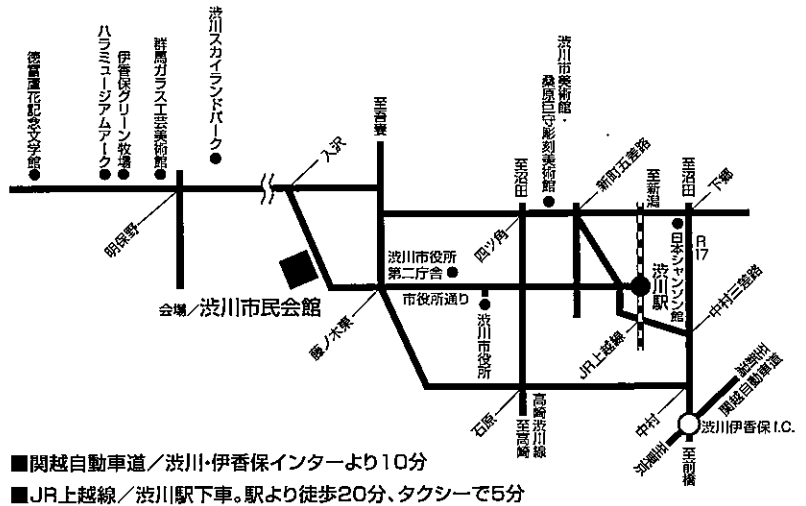 徳富蘆花記念文学館
ハラミュージアムアーク
伊香保グリーン牧場
群馬ガラス工芸美術館
渋川スカイランドパーク
入沢
至吾妻
渋川市美術館・
桑原巨守彫刻美術館
至沼田
新町五差路
至新潟
至沼田
下郷
明保野
四ツ角
日本シャンソン館
R17
渋川市役所
第二庁舎
渋川駅
中村三差路
会場/渋川市民会館
市役所通り
藤ノ木東
渋川市役所
JR上越線
石原
高崎渋川線
至高崎
中村
至新潟
関越自動車道
渋川伊香保I.C.
至東京
至前橋
■関越自動車道/渋川・伊香保インターより10分
■JR上越線/渋川駅下車。駅より徒歩20分、タクシーで5分